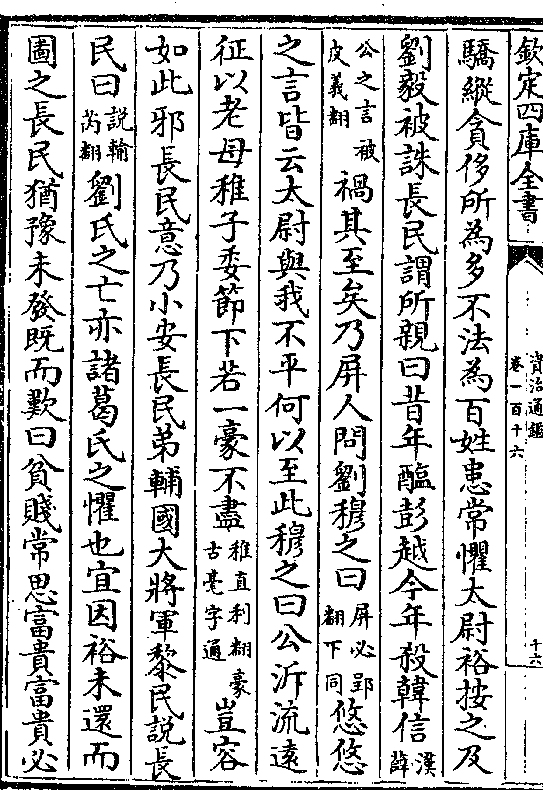 欽定四庫全書
資治通鑑
卷一百十六
十六
驕縱貪侈所為多不法為百姓患常懼太尉裕按之及
劉毅被誅長民謂所親曰昔年醢彭越今年殺韓信漢薛
公之言被皮義翻禍其至矣乃屏人問劉穆之曰屏必郢翻下同悠悠
之言皆云太尉與我不平何以至此穆之曰公泝流遠
征以老母稚子委節下若一豪不盡稚直利翻豪古毫字通豈容
如此邪長民意乃小安長民弟輔國大將軍黎民說長
民曰說輸芮翻劉氏之亡亦諸葛氏之懼也宜因裕未還而
圖之長民猶豫未發既而歎曰貧賤常思富貴富貴必